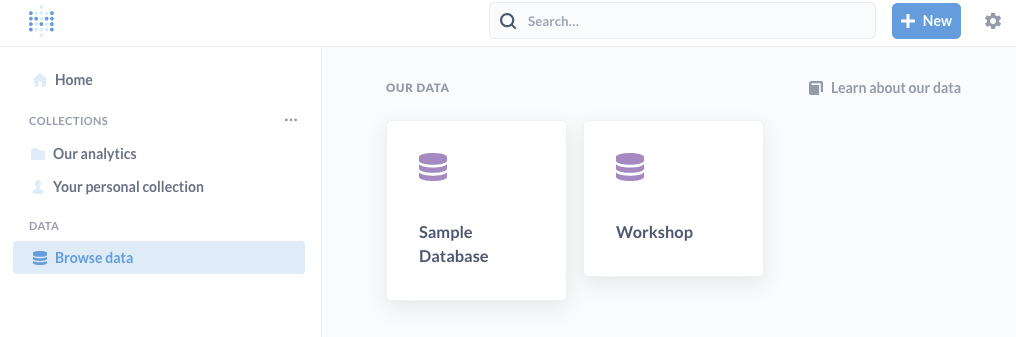 Search...
New
Home
COLLECTIONS
Our analytics
Your personal collection
DATA
Browse data
OUR DATA
Learn about our data
Sample
Database
Workshop